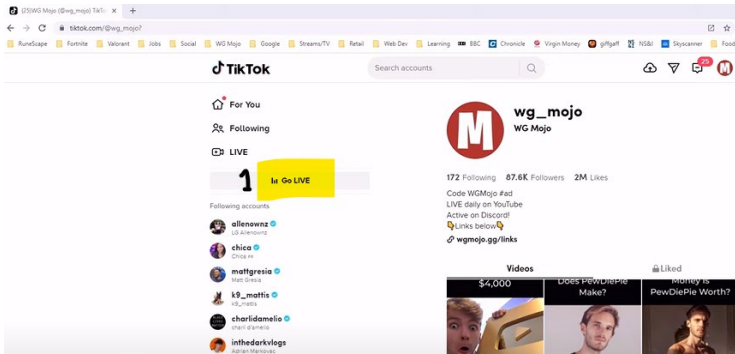 (25)WG Mojo (@wg_mojo) TikTo
tiktok.com/@wg_mojo?
RuneScape Fortnite Valorant Jobs Social WG Mojo Google Streams/TV Retail Web Dev Learning BBC Chronicle Virgin Money giffgaff NS&I Skyscanner Food
TikTok
Search accounts
25
For You
Following
LIVE
1 Go LIVE
Following accounts
allenownz
LG Allenownz
chica
Chica
mattgresia
Matt Gresia
k9_mattis
k9_mattis
charlidamelio
charli d'amelio
inthedarkvlogs
Adrian Markovac
M
wg_mojo
WG Mojo
172 Following 87.6K Followers 2M Likes
Code WGMojo #ad
LIVE daily on YouTube
Active on Discord!
👇Links below👇
wgmojo.gg/links
Videos Liked
$4,000
Does PewDiePie
Make?
Money is
PewDiePie Worth?